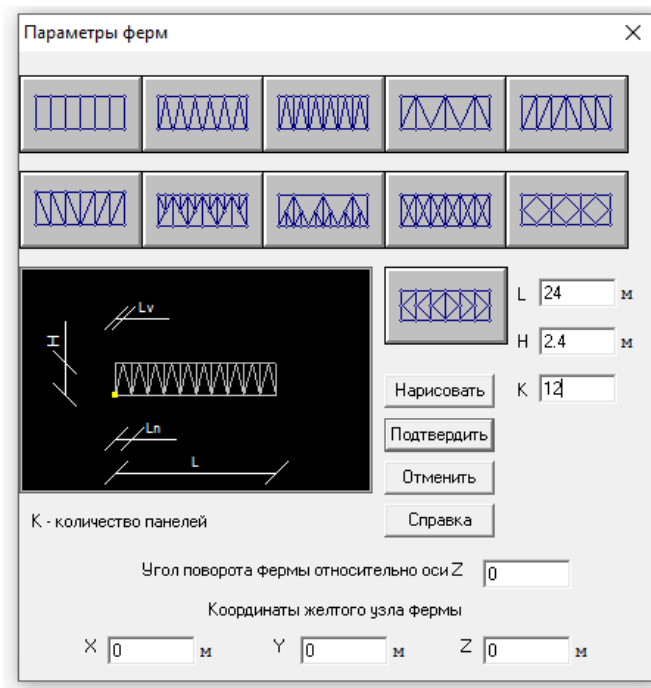 Параметры ферм
Lv
H
Ln
L
L 24 м
H 2.4 м
K 12
Нарисовать
Подтвердить
Отменить
Справка
K - количество панелей
Угол поворота фермы относительно оси Z 0
Координаты желтого узла фермы
X 0 м Y 0 м Z 0 м